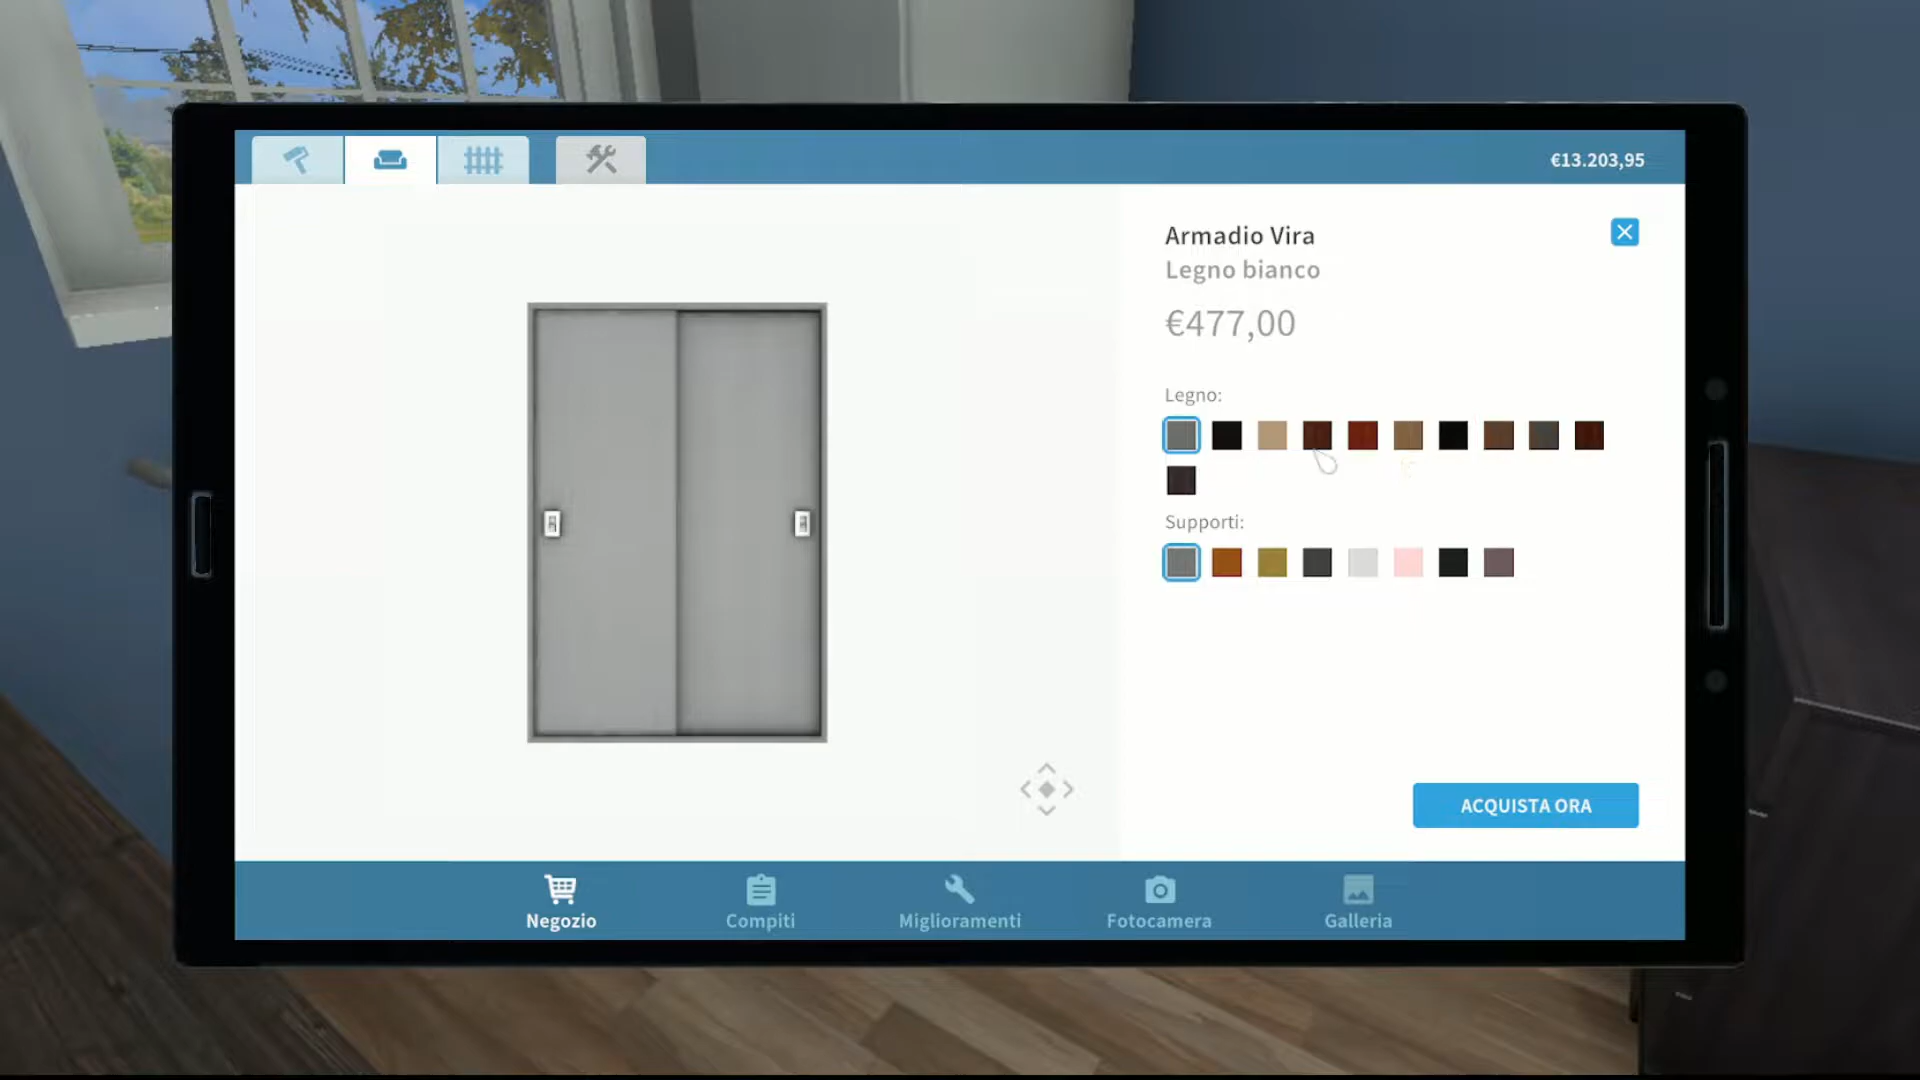 €13.203,95
Armadio Vira
Legno bianco
€477,00
Legno:
Supporti:
ACQUISTA ORA
Negozio
Compiti
Miglioramenti
Fotocamera
Galleria